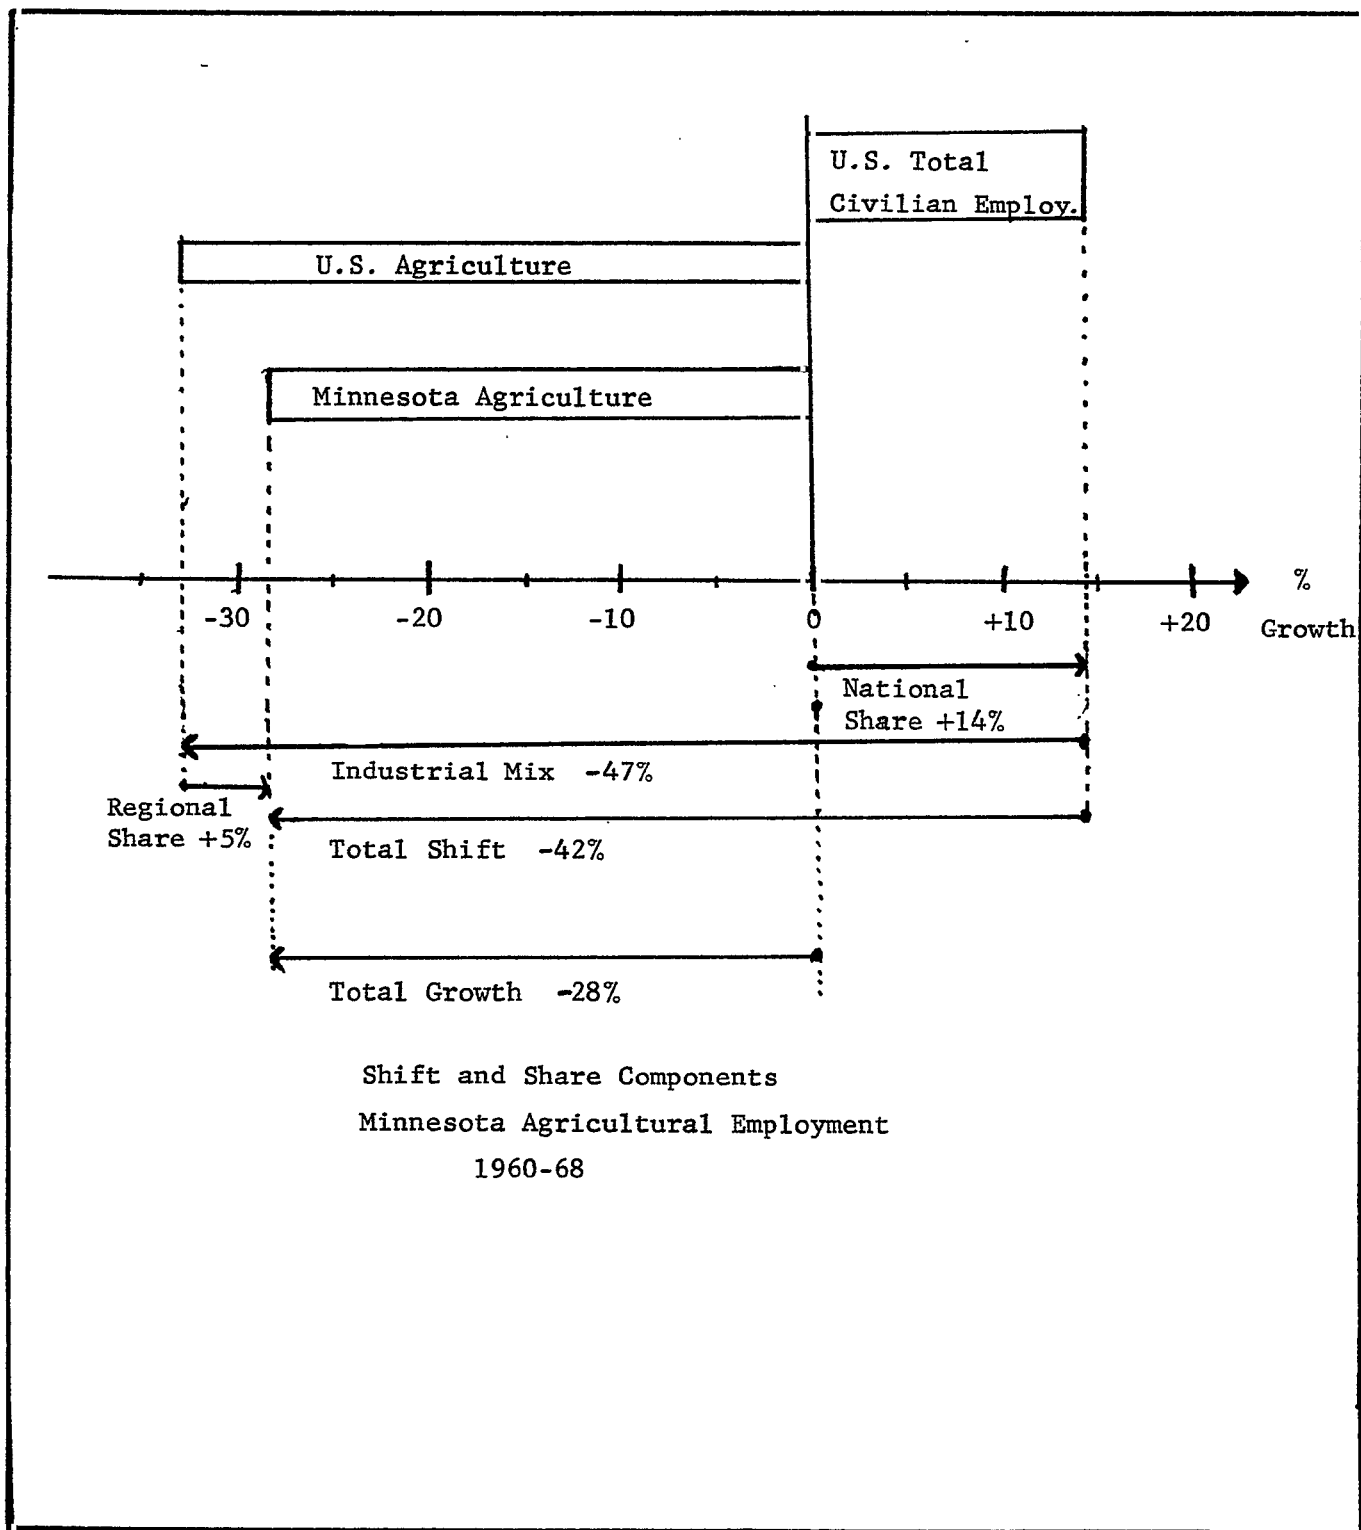 U.S. Total
Civilian Employ.
U.S. Agriculture
Minnesota Agriculture
-30 -20 -10 0 +10 +20
%
Growth
National
Share +14%
Industrial Mix -47%
Regional
Share +5%
Total Shift -42%
Total Growth -28%
Shift and Share Components
Minnesota Agricultural Employment
1960-68